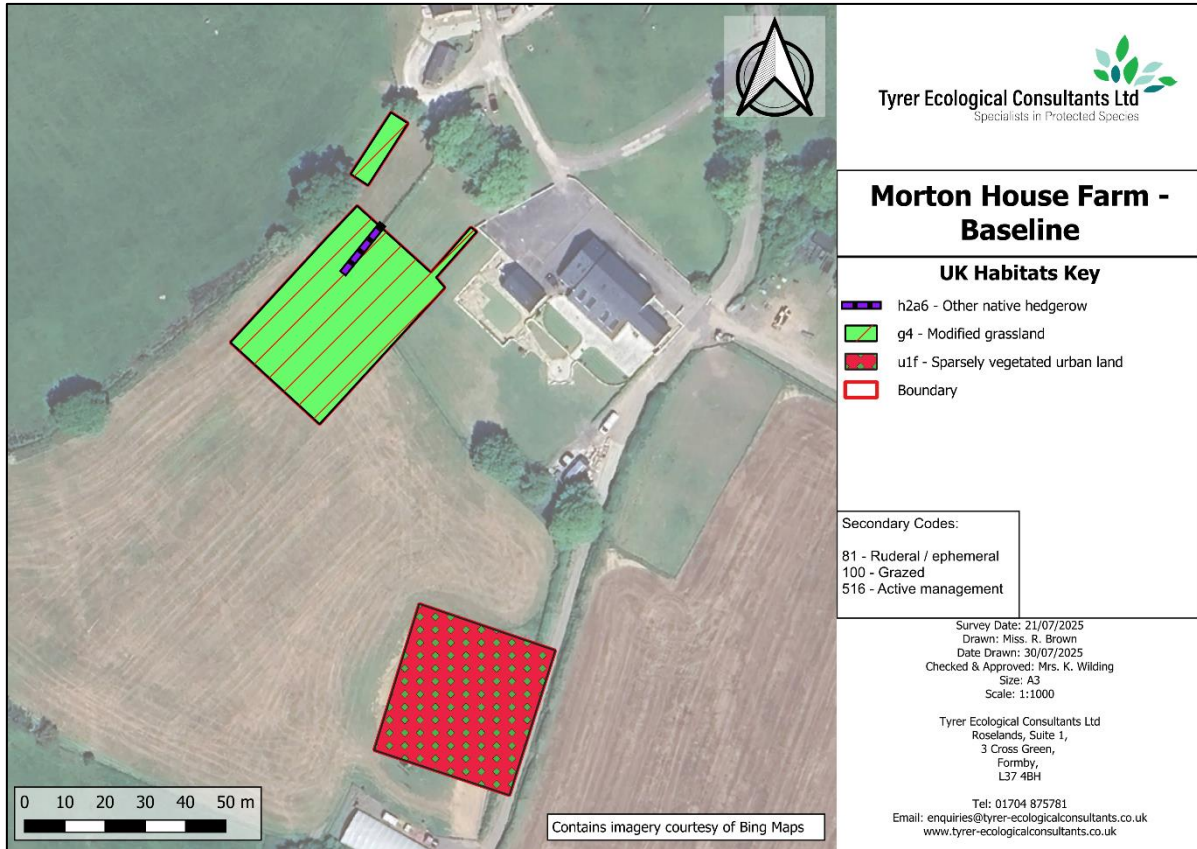 Tyrer Ecological Consultants Ltd
Specialists in Protected Species
Morton House Farm -
Baseline
UK Habitats Key
h2a6 - Other native hedgerow
g4 - Modified grassland
u1f - Sparsely vegetated urban land
Boundary
Secondary Codes:
81 - Ruderal / ephemeral
100 - Grazed
516 - Active management
Survey Date: 21/07/2025
Drawn: Miss. R. Brown
Date Drawn: 30/07/2025
Checked & Approved: Mrs. K. Wilding
Size: A3
Scale: 1:1000
Tyrer Ecological Consultants Ltd
Roselands, Suite 1,
3 Cross Green,
Formby,
L37 4BH
Tel: 01704 875781
Email: enquiries@tyrer-ecologicalconsultants.co.uk
www.tyrer-ecologicalconsultants.co.uk
0 10 20 30 40 50 m
Contains imagery courtesy of Bing Maps